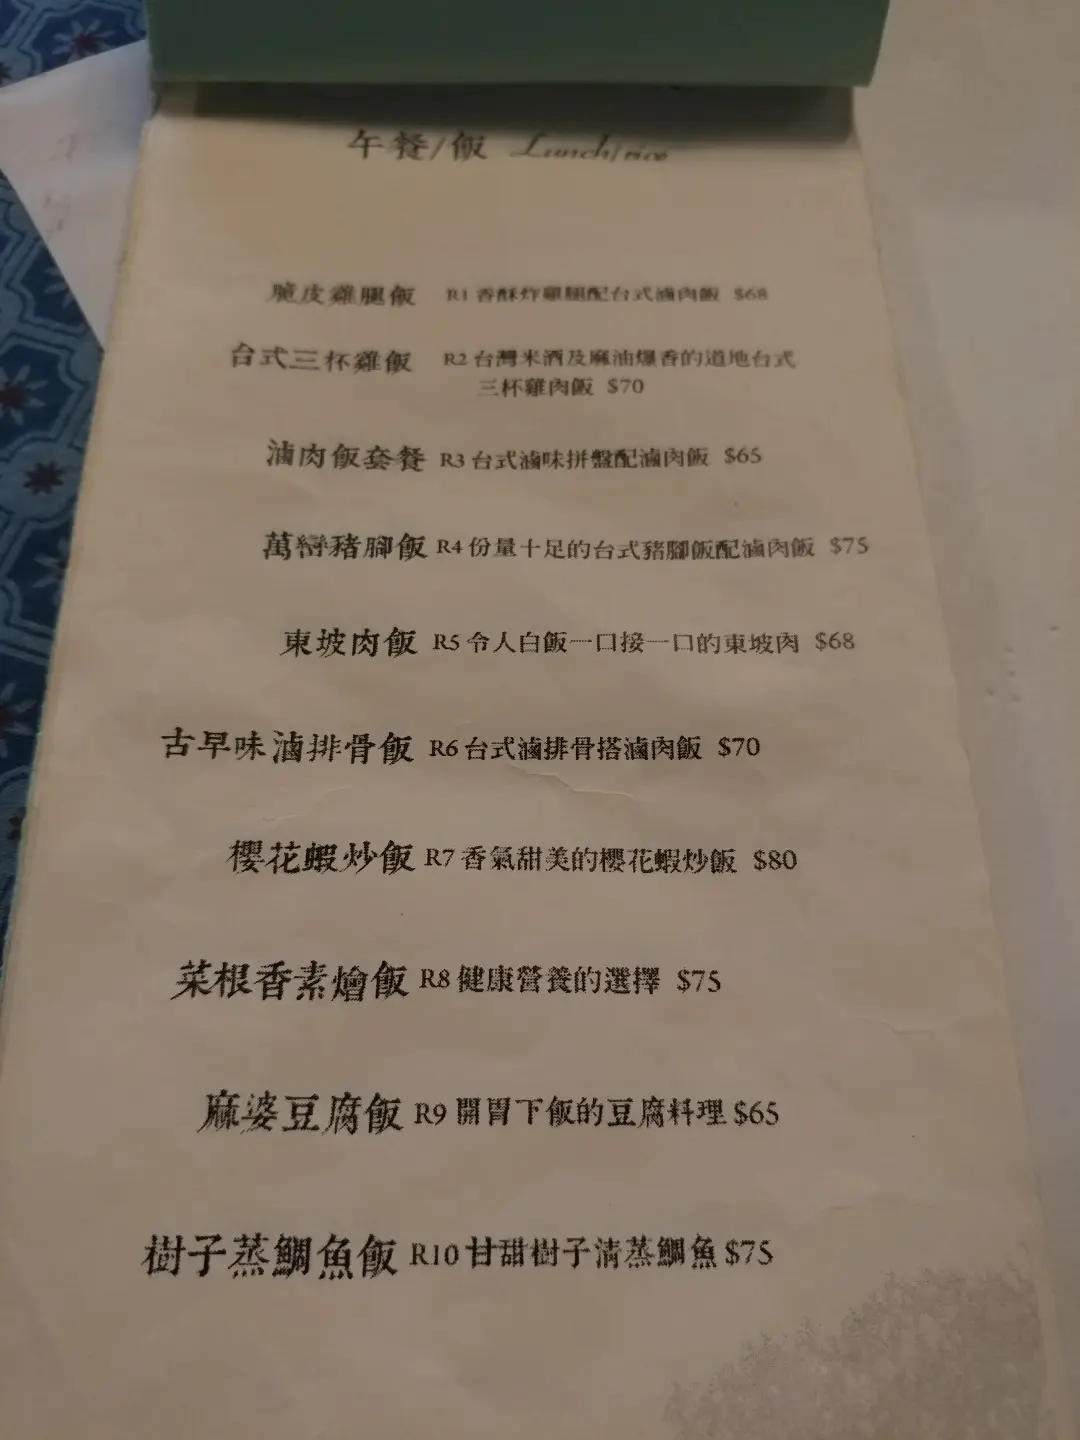 午餐/飯 Lunch/rice
脆皮雞腿飯 R1 香酥炸雞腿配台式滷肉飯 $68
台式三杯雞飯 R2 台灣米酒及麻油爆香的道地台式
三杯雞肉飯 $70
滷肉飯套餐 R3 台式滷味拼盤配滷肉飯 $65
萬巒豬腳飯 R4 份量十足的台式豬腳飯配滷肉飯 $75
東坡肉飯 R5 令人白飯一口接一口的東坡肉 $68
古早味滷排骨飯 R6 台式滷排骨搭滷肉飯 $70
櫻花蝦炒飯 R7 香氣甜美的櫻花蝦炒飯 $80
菜根香素燴飯 R8 健康營養的選擇 $75
麻婆豆腐飯 R9 開胃下飯的豆腐料理 $65
樹子蒸鯛魚飯 R10 甘甜樹子清蒸鯛魚 $75